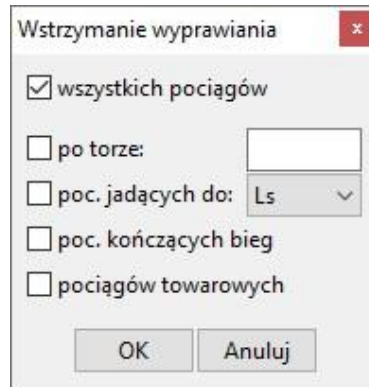 Wstrzymanie wyprawiania x
wszystkich pociągów
po torze:
poc. jadących do: Ls
poc. kończących bieg
pociągów towarowych
OK Anuluj